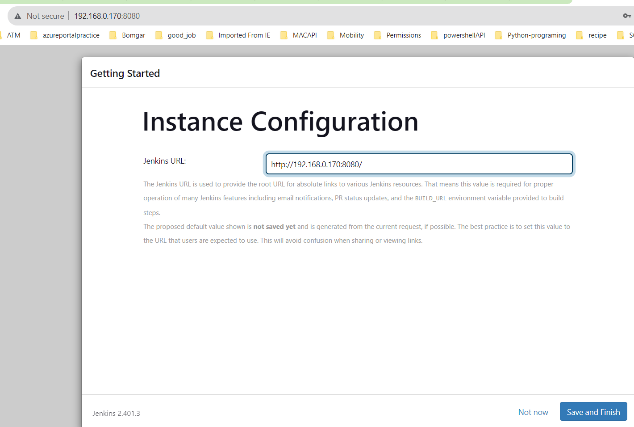 Not secure | 192.168.0.170:8080
ATM azureportalpractice Bomgar good_job Imported From IE MACAPI Mobility Permissions powershellAPI Python-programing recipe
Getting Started
Instance Configuration
Jenkins URL: http://192.168.0.170:8080/
The Jenkins URL is used to provide the root URL for absolute links to various Jenkins resources. That means this value is required for proper
operation of many Jenkins features including email notifications, PR status updates, and the BUILD_URL environment variable provided to build
steps.
The proposed default value shown is not saved yet and is generated from the current request, if possible. The best practice is to set this value to
the URL that users are expected to use. This will avoid confusion when sharing or viewing links.
Jenkins 2.401.3 Not now Save and Finish